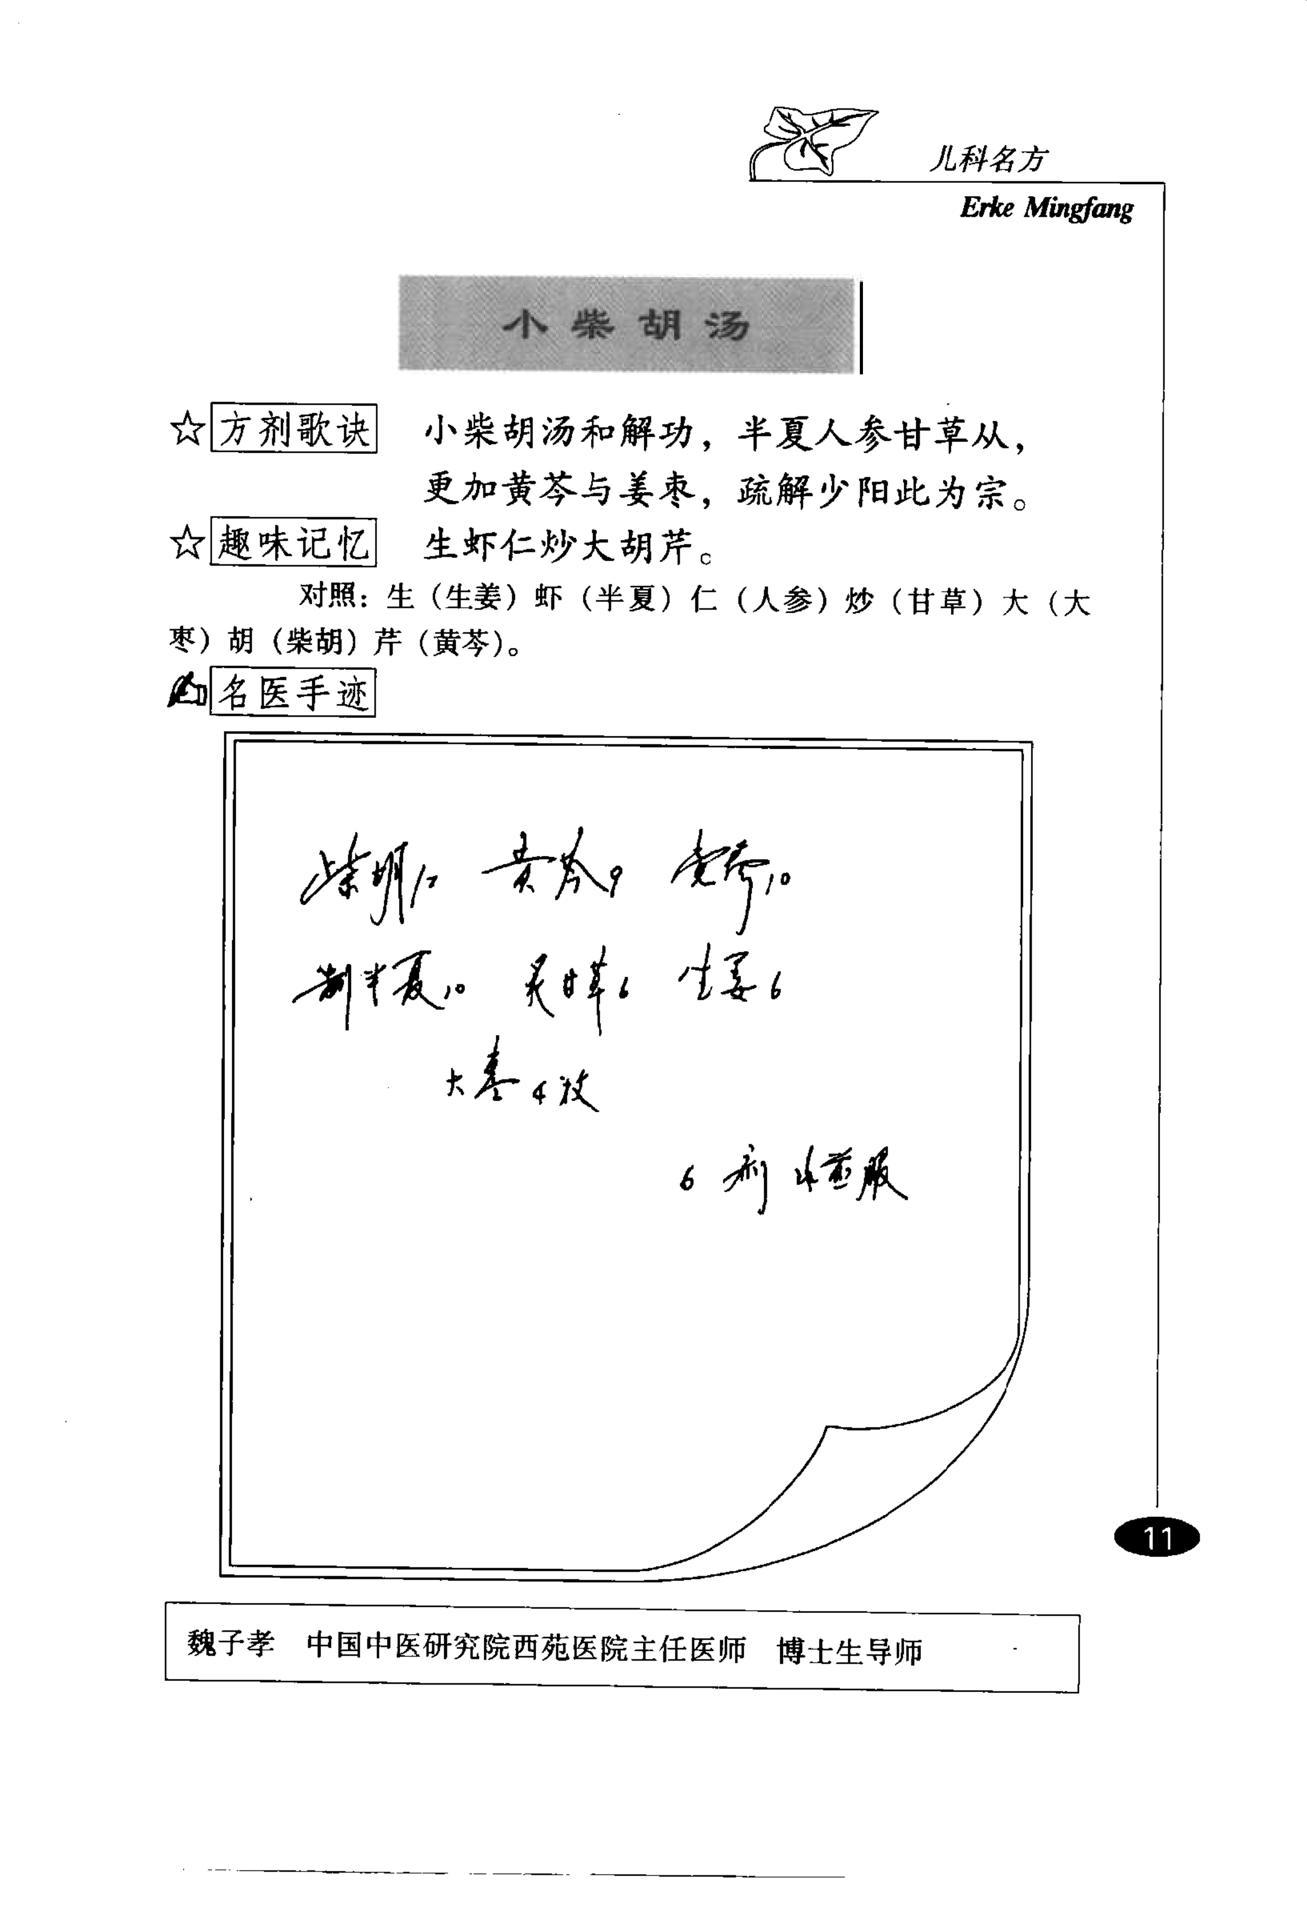 儿科名方
Erke Mingfang
小柴胡汤
☆方剂歌诀 小柴胡汤和解功，半夏人参甘草从，
更加黄芩与姜枣，疏解少阳此为宗。
☆趣味记忆 生虾仁炒大胡芹。
对照：生（生姜）虾（半夏）仁（人参）炒（甘草）大（大
枣）胡（柴胡）芹（黄芩）。
名医手迹
柴胡12 黄芩9 党参10
制半夏10 炙甘草6 生姜6
大枣4枚
6剂 水煎服
11
魏子孝 中国中医研究院西苑医院主任医师 博士生导师